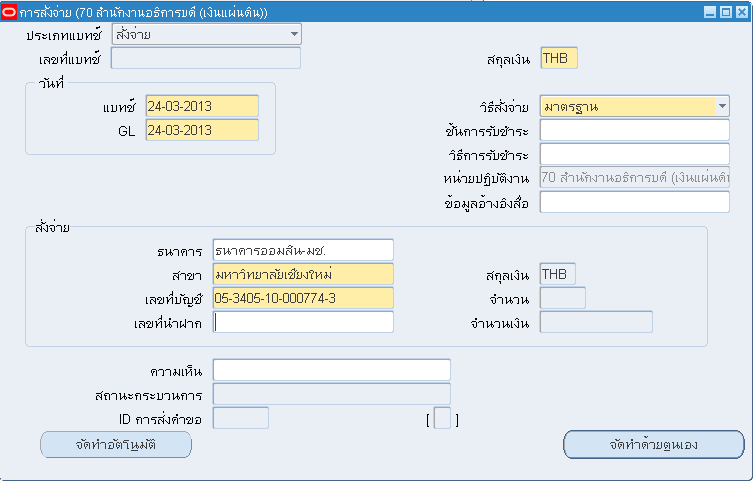 การสั่งจ่าย (70 สำนักงานอธิการบดี (เงินแผ่นดิน))
ประเภทแบทช์ สั่งจ่าย
เลขที่แบทช์ สกุลเงิน THB
วันที่
แบทช์ 24-03-2013 วิธีสั่งจ่าย มาตรฐาน
GL 24-03-2013 ชั้นการรับชำระ
วิธีการรับชำระ
หน่วยปฏิบัติงาน 70 สำนักงานอธิการบดี (เงินแผ่นดิน
ข้อมูลอ้างอิงสื่อ
สั่งจ่าย
ธนาคาร ธนาคารออมสิน-มช.
สาขา มหาวิทยาลัยเชียงใหม่ สกุลเงิน THB
เลขที่บัญชี 05-3405-10-000774-3 จำนวน
เลขที่นำฝาก จำนวนเงิน
ความเห็น
สถานะกระบวนการ
ID การส่งคำขอ [ ]
จัดทำอัตโนมัติ จัดทำด้วยตนเอง